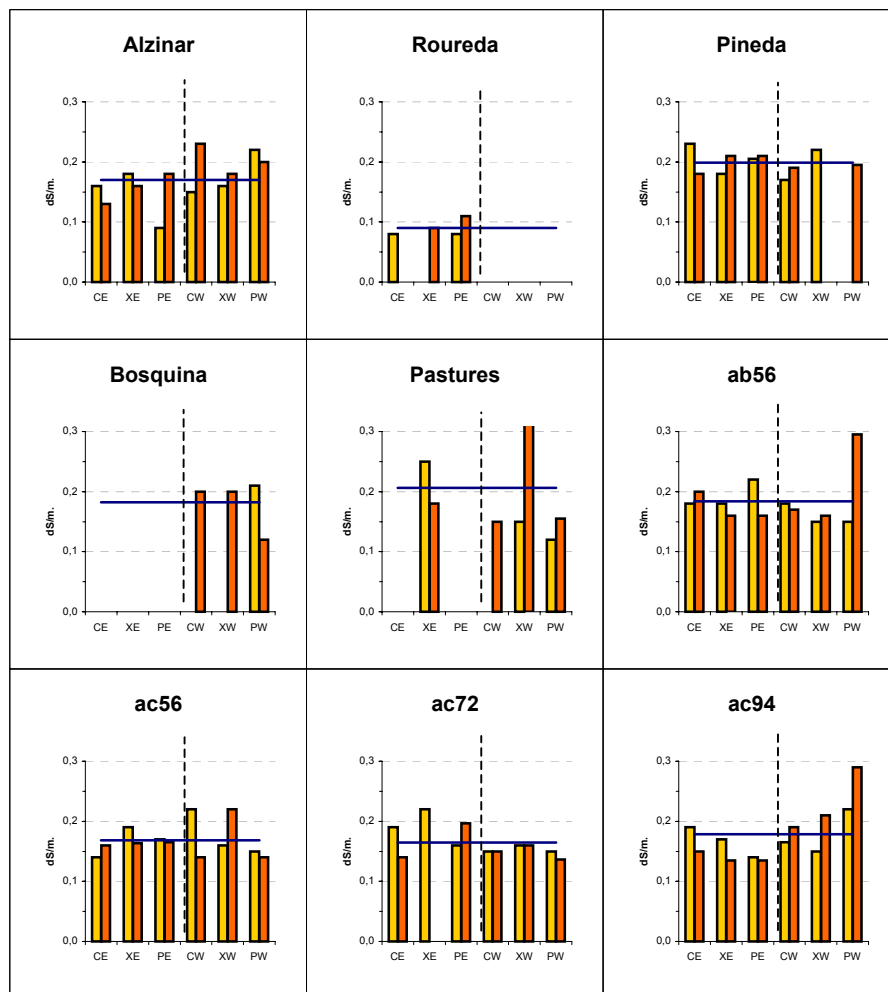 Alzinar
0,3
0,2
0,1
0,0
dS/m.
CE XE PE CW XW PW
Roureda
0,3
0,2
0,1
0,0
dS/m.
CE XE PE CW XW PW
Pineda
0,3
0,2
0,1
0,0
dS/m.
CE XE PE CW XW PW
Bosquina
0,3
0,2
0,1
0,0
dS/m.
CE XE PE CW XW PW
Pastures
0,3
0,2
0,1
0,0
dS/m.
CE XE PE CW XW PW
ab56
0,3
0,2
0,1
0,0
dS/m.
CE XE PE CW XW PW
ac56
0,3
0,2
0,1
0,0
dS/m.
CE XE PE CW XW PW
ac72
0,3
0,2
0,1
0,0
dS/m.
CE XE PE CW XW PW
ac94
0,3
0,2
0,1
0,0
dS/m.
CE XE PE CW XW PW